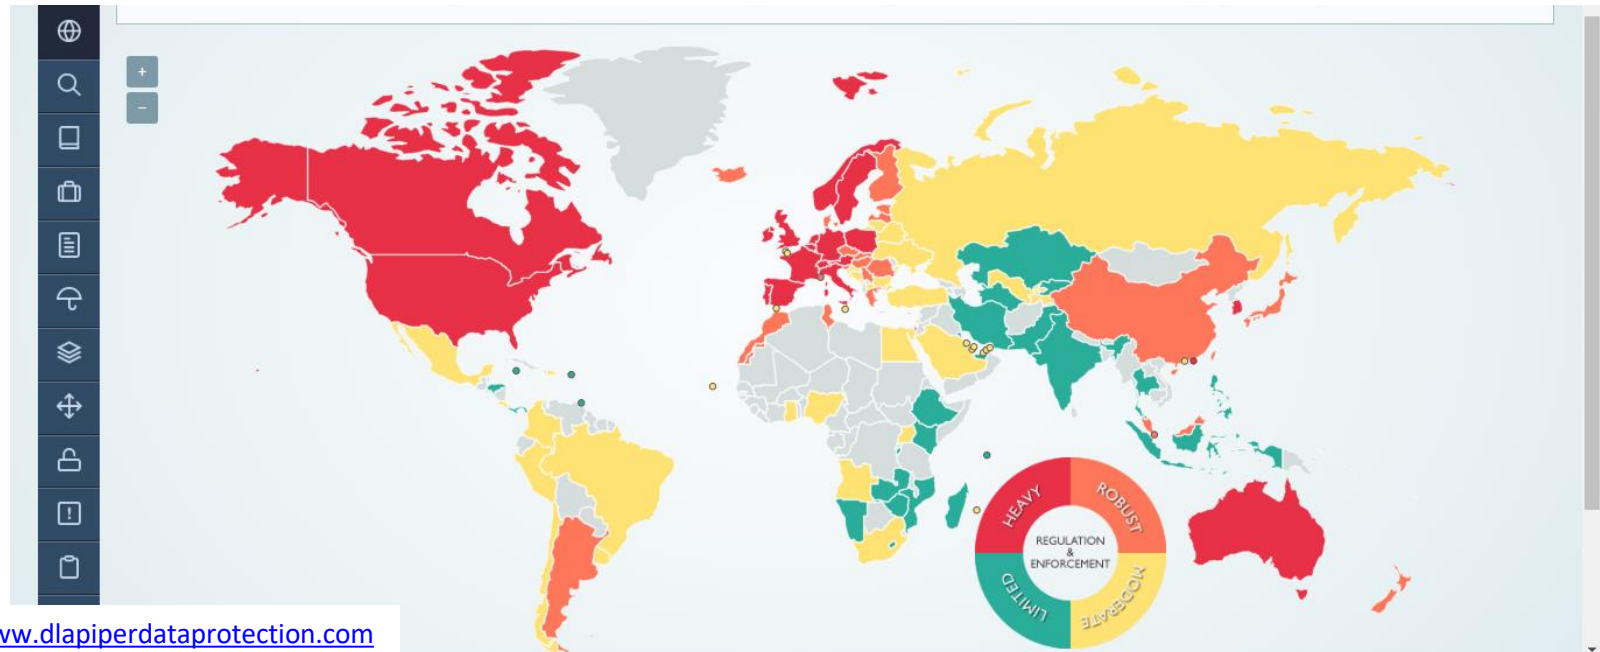 +
−
HEAVY
ROBUST
REGULATION
&
ENFORCEMENT
LIMITED
MODERATE
ww.dlapiperdataprotection.com